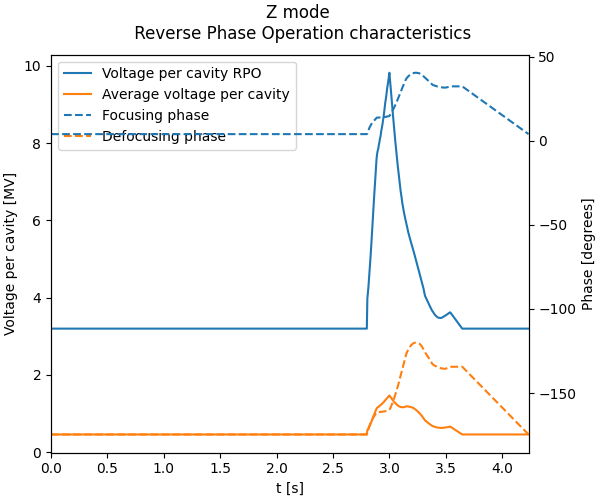 Z mode
Reverse Phase Operation characteristics
Voltage per cavity RPO
Average voltage per cavity
Focusing phase
Defocusing phase
Voltage per cavity [MV]
10
8
6
4
2
0
50
0
−50
−100
−150
Phase [degrees]
0.0 0.5 1.0 1.5 2.0 2.5 3.0 3.5 4.0
t [s]